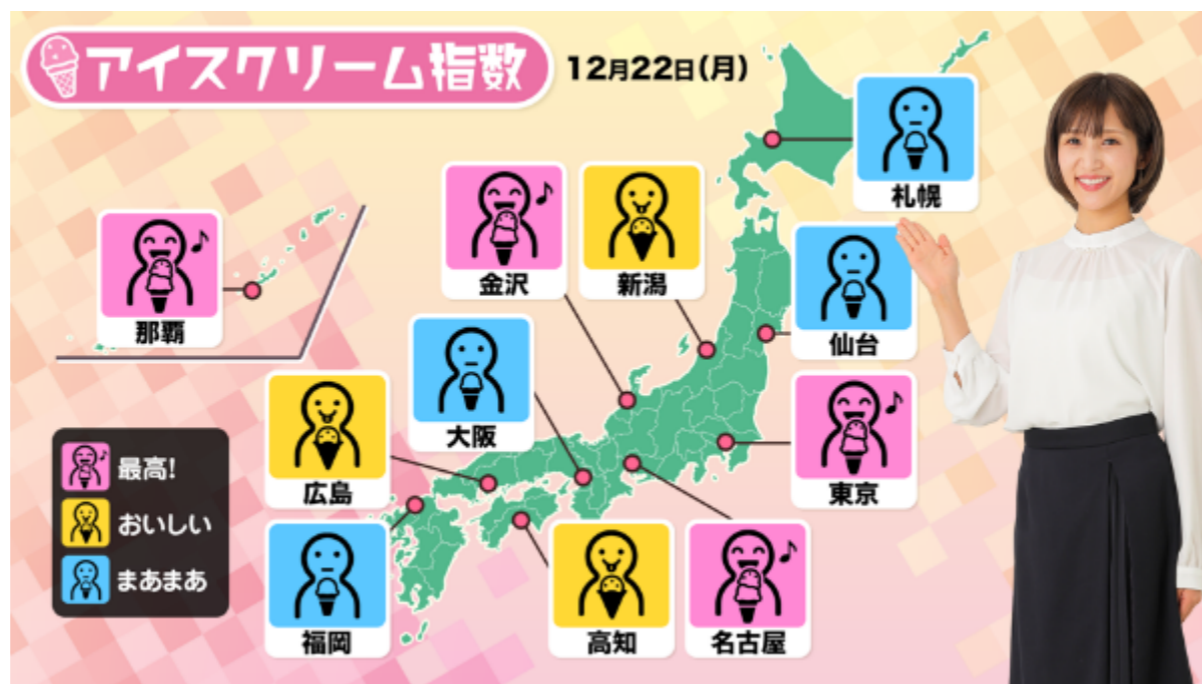 アイスクリーム指数
12月22日(月)
札幌
金沢
新潟
那覇
仙台
大阪
広島
東京
福岡
高知
名古屋
最高!
おいしい
まあまあ